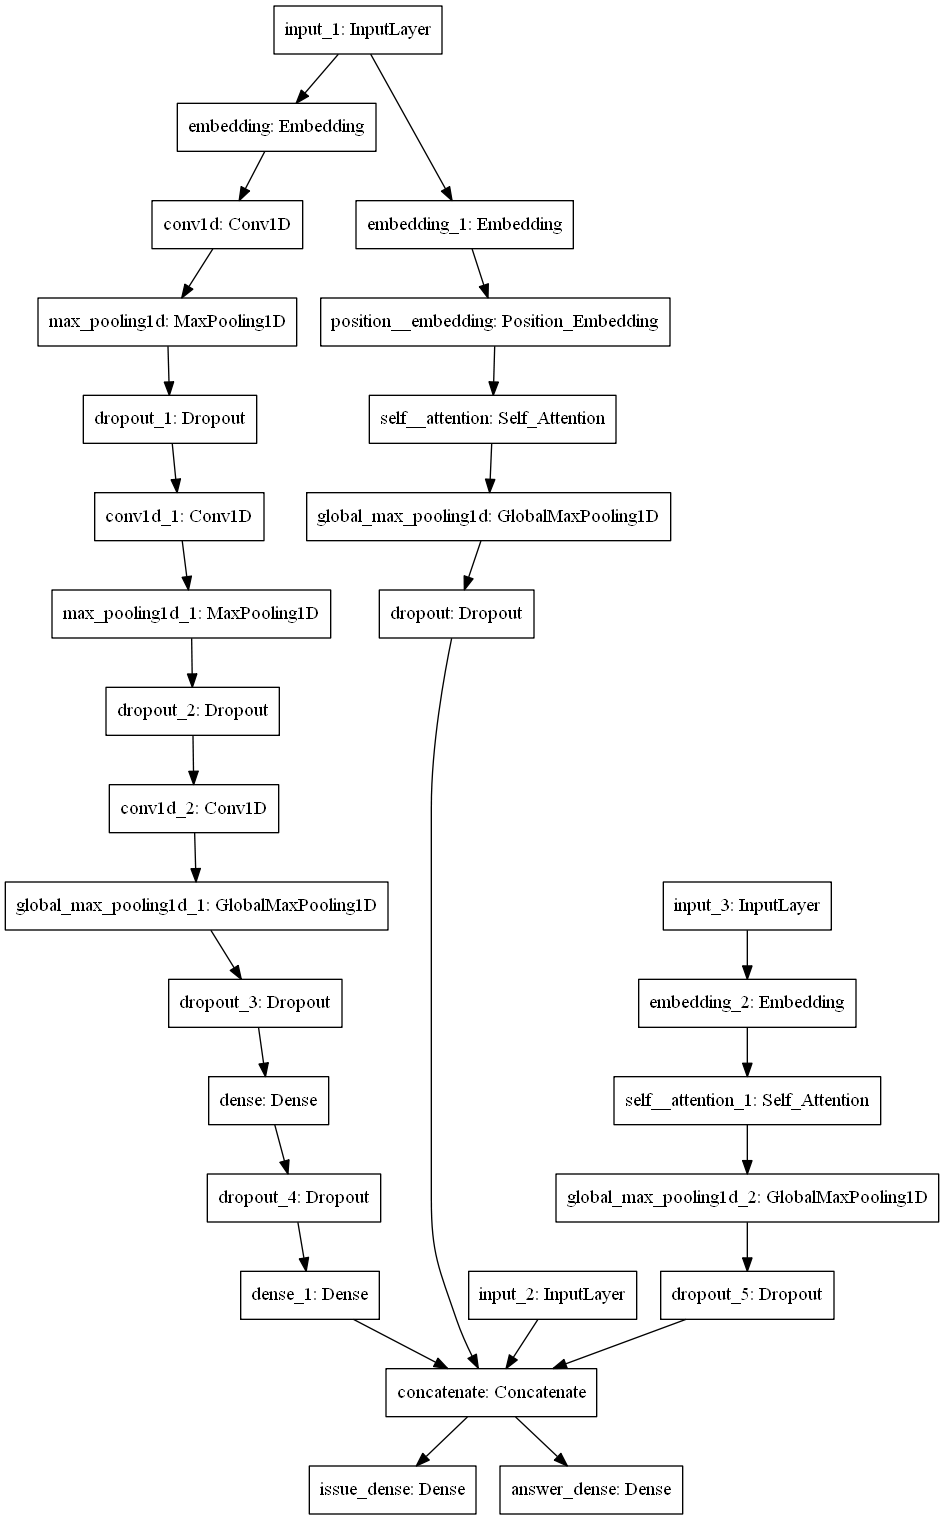 input_1: InputLayer
embedding: Embedding
conv1d: Conv1D
embedding_1: Embedding
max_pooling1d: MaxPooling1D
position__embedding: Position_Embedding
dropout_1: Dropout
self__attention: Self_Attention
conv1d_1: Conv1D
global_max_pooling1d: GlobalMaxPooling1D
max_pooling1d_1: MaxPooling1D
dropout: Dropout
dropout_2: Dropout
conv1d_2: Conv1D
global_max_pooling1d_1: GlobalMaxPooling1D
input_3: InputLayer
dropout_3: Dropout
embedding_2: Embedding
dense: Dense
self__attention_1: Self_Attention
dropout_4: Dropout
global_max_pooling1d_2: GlobalMaxPooling1D
dense_1: Dense
input_2: InputLayer
dropout_5: Dropout
concatenate: Concatenate
issue_dense: Dense
answer_dense: Dense